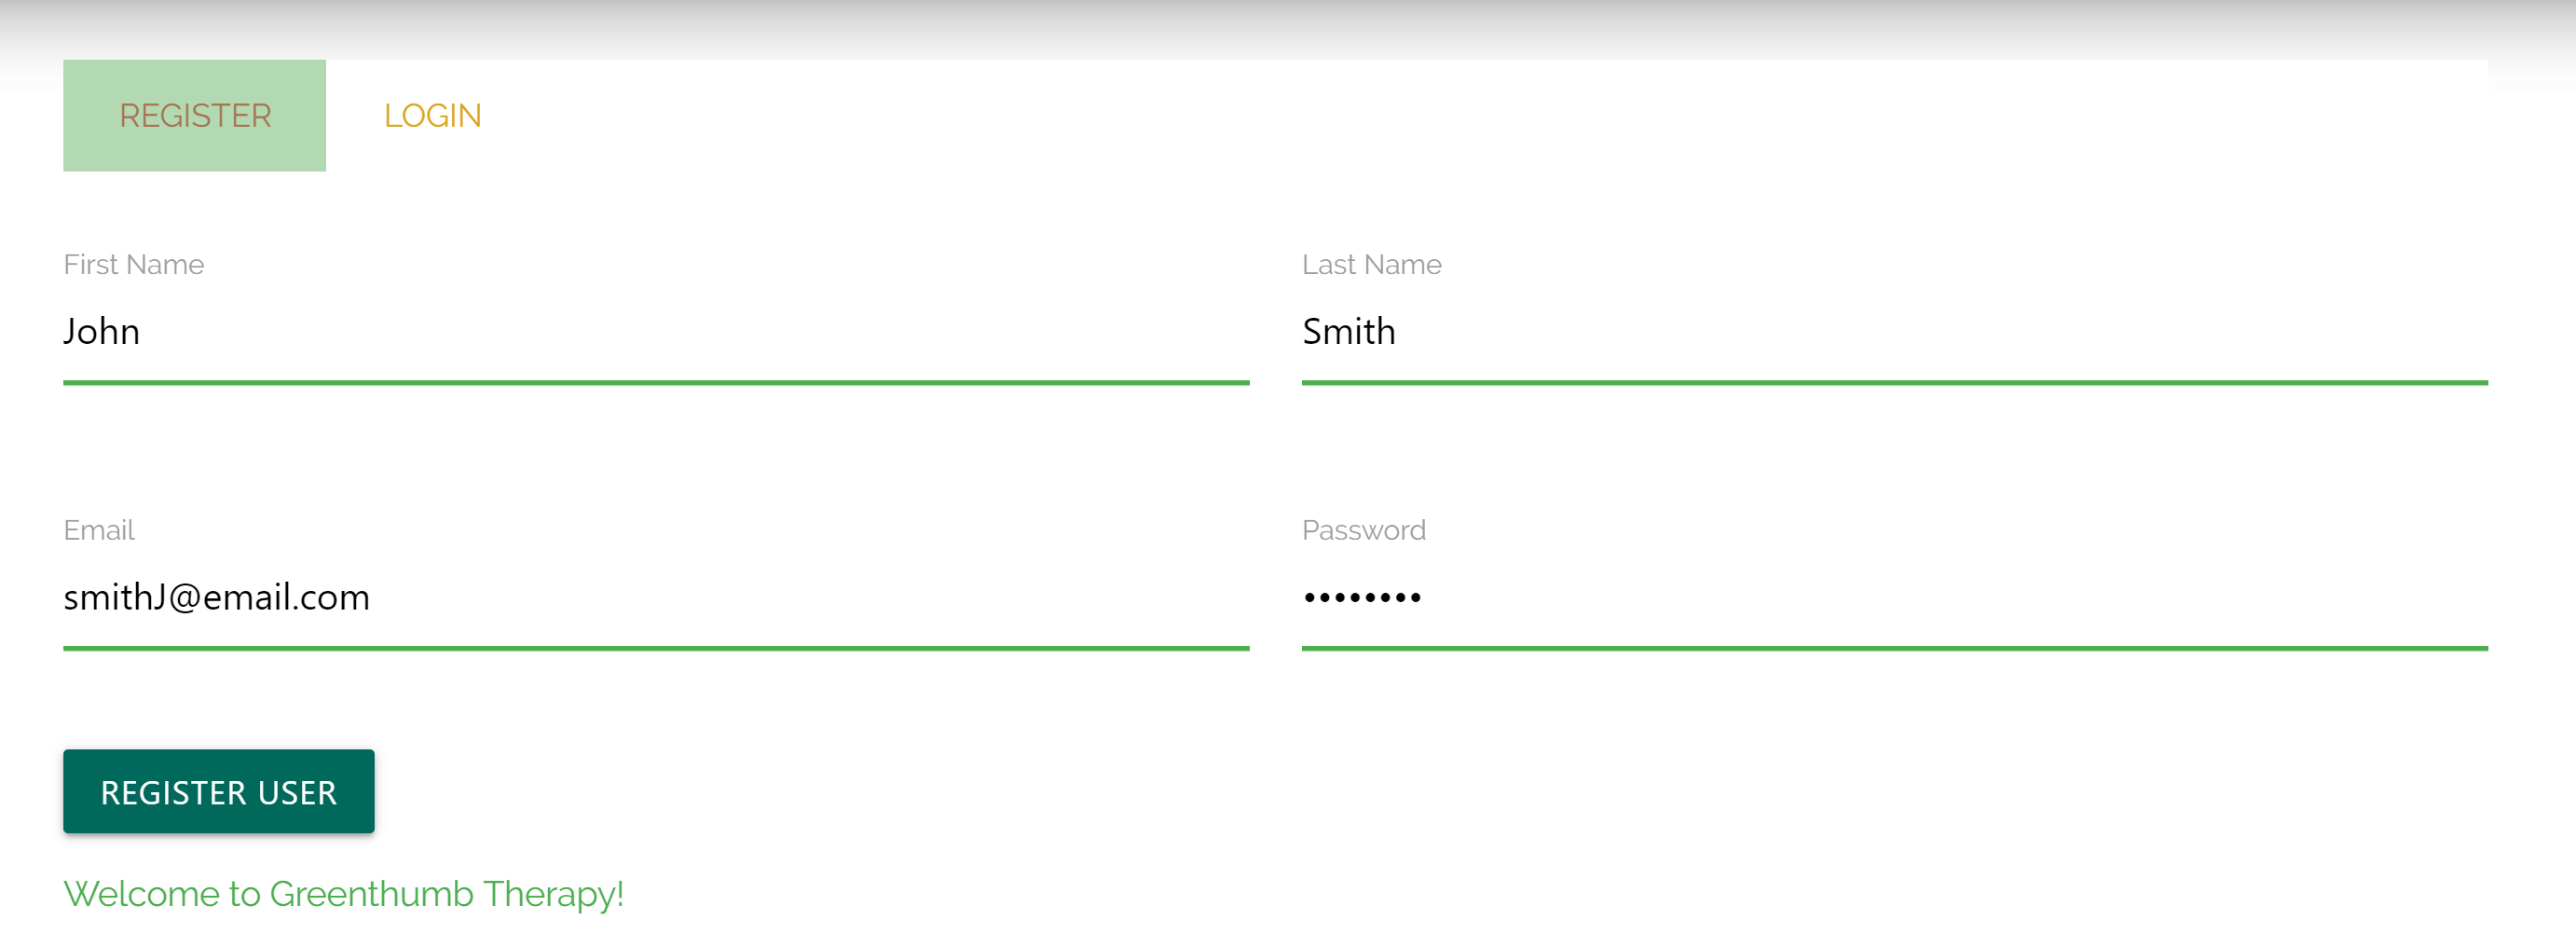 REGISTER LOGIN
First Name Last Name
John Smith
Email Password
smithJ@email.com ••••••••
REGISTER USER
Welcome to Greenthumb Therapy!